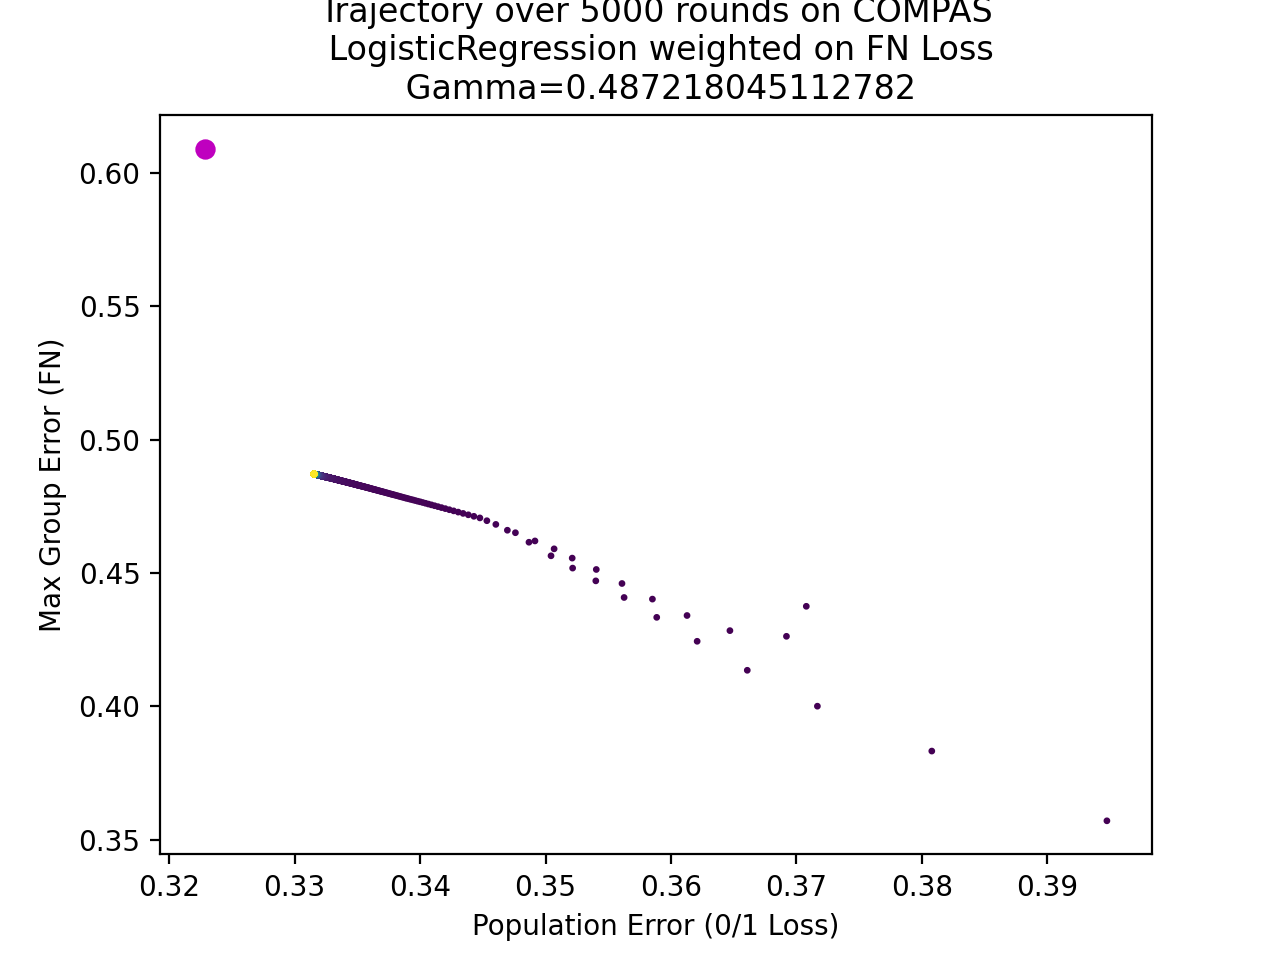 Trajectory over 5000 rounds on COMPAS
LogisticRegression weighted on FN Loss
Gamma=0.487218045112782
0.60
0.55
0.50
0.45
0.40
0.35
Max Group Error (FN)
0.32 0.33 0.34 0.35 0.36 0.37 0.38 0.39
Population Error (0/1 Loss)